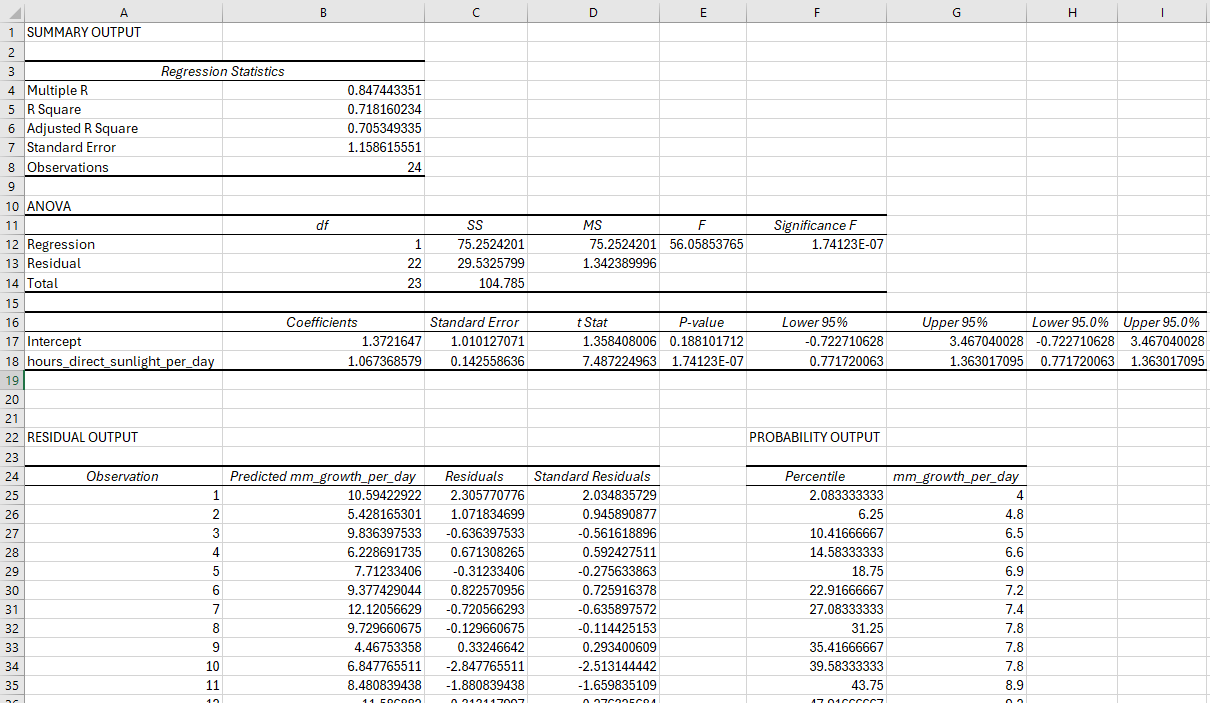 A B C D E F G H I
1 SUMMARY OUTPUT
2
3 Regression Statistics
4 Multiple R 0.847443351
5 R Square 0.718160234
6 Adjusted R Square 0.705349335
7 Standard Error 1.158615551
8 Observations 24
9
10 ANOVA
11 df SS MS F Significance F
12 Regression 1 75.2524201 75.2524201 56.05853765 1.74123E-07
13 Residual 22 29.5325799 1.342389996
14 Total 23 104.785
15
16 Coefficients Standard Error t Stat P-value Lower 95% Upper 95% Lower 95.0% Upper 95.0%
17 Intercept 1.3721647 1.010127071 1.358408006 0.188101712 -0.722710628 3.467040028 -0.722710628 3.467040028
18 hours_direct_sunlight_per_day 1.067368579 0.142558636 7.487224963 1.74123E-07 0.771720063 1.363017095 0.771720063 1.363017095
19
20
21
22 RESIDUAL OUTPUT PROBABILITY OUTPUT
23
24 Observation Predicted mm_growth_per_day Residuals Standard Residuals Percentile mm_growth_per_day
25 1 10.59422922 2.305770776 2.034835729 2.083333333 4
26 2 5.428165301 1.071834699 0.945890877 6.25 4.8
27 3 9.836397533 -0.636397533 -0.561618896 10.41666667 6.5
28 4 6.228691735 0.671308265 0.592427511 14.58333333 6.6
29 5 7.71233406 -0.31233406 -0.275633863 18.75 6.9
30 6 9.377429044 0.822570956 0.725916378 22.91666667 7.2
31 7 12.12056629 -0.720566293 -0.635897572 27.08333333 7.4
32 8 9.729660675 -0.129660675 -0.114425153 31.25 7.8
33 9 4.46753358 0.33246642 0.293400609 35.41666667 7.8
34 10 6.847765511 -2.847765511 -2.513144442 39.58333333 7.8
35 11 8.480839438 -1.880839438 -1.659835109 43.75 8.9